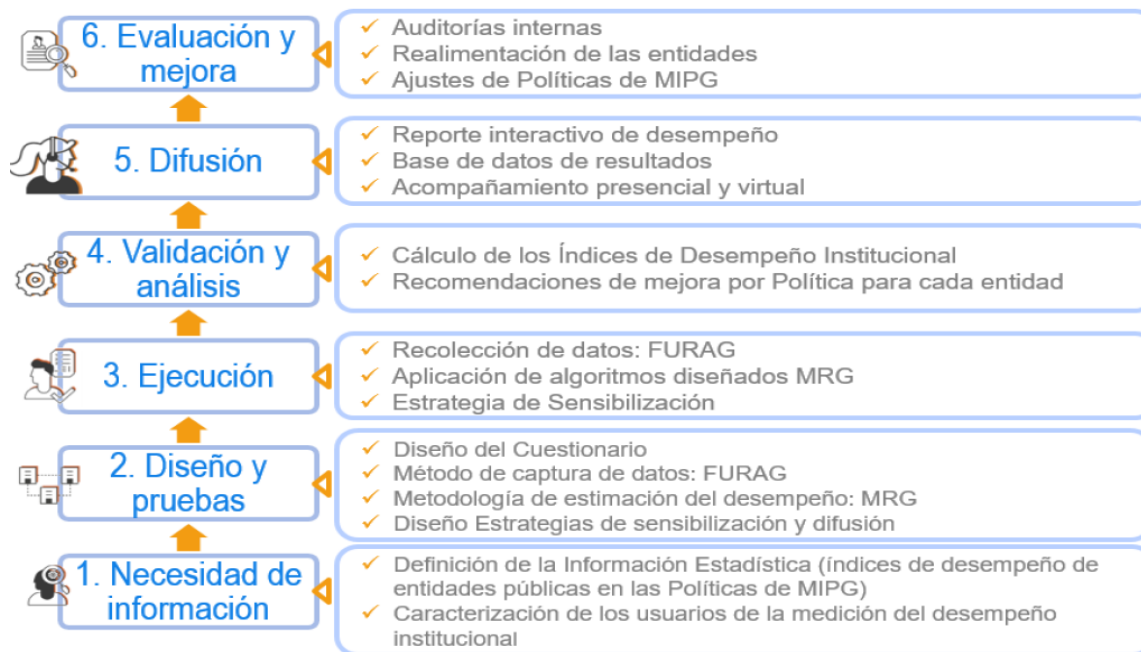 6. Evaluación y
mejora
✓ Auditorías internas
✓ Realimentación de las entidades
✓ Ajustes de Políticas de MIPG
5. Difusión
✓ Reporte interactivo de desempeño
✓ Base de datos de resultados
✓ Acompañamiento presencial y virtual
4. Validación y
análisis
✓ Cálculo de los Índices de Desempeño Institucional
✓ Recomendaciones de mejora por Política para cada entidad
3. Ejecución
✓ Recolección de datos: FURAG
✓ Aplicación de algoritmos diseñados MRG
✓ Estrategia de Sensibilización
2. Diseño y
pruebas
✓ Diseño del Cuestionario
✓ Método de captura de datos: FURAG
✓ Metodología de estimación del desempeño: MRG
✓ Diseño Estrategias de sensibilización y difusión
1. Necesidad de
información
✓ Definición de la Información Estadística (índices de desempeño de
entidades públicas en las Políticas de MIPG)
✓ Caracterización de los usuarios de la medición del desempeño
institucional